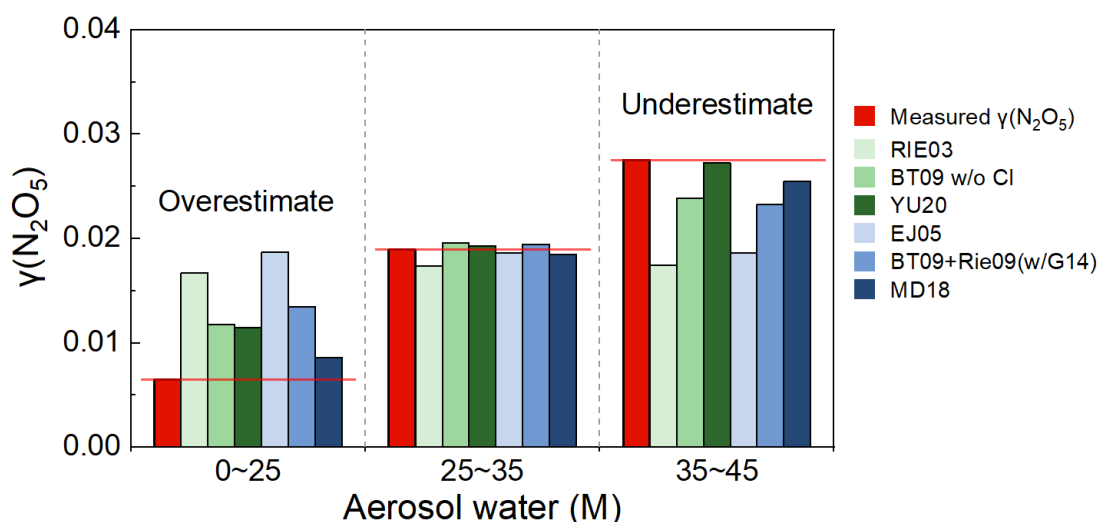 0.04
0.03
0.02
0.01
0.00
γ(N₂O₅)
Overestimate
Underestimate
0~25
25~35
35~45
Aerosol water (M)
Measured γ(N₂O₅)
RIE03
BT09 w/o Cl
YU20
EJ05
BT09+Rie09(w/G14)
MD18